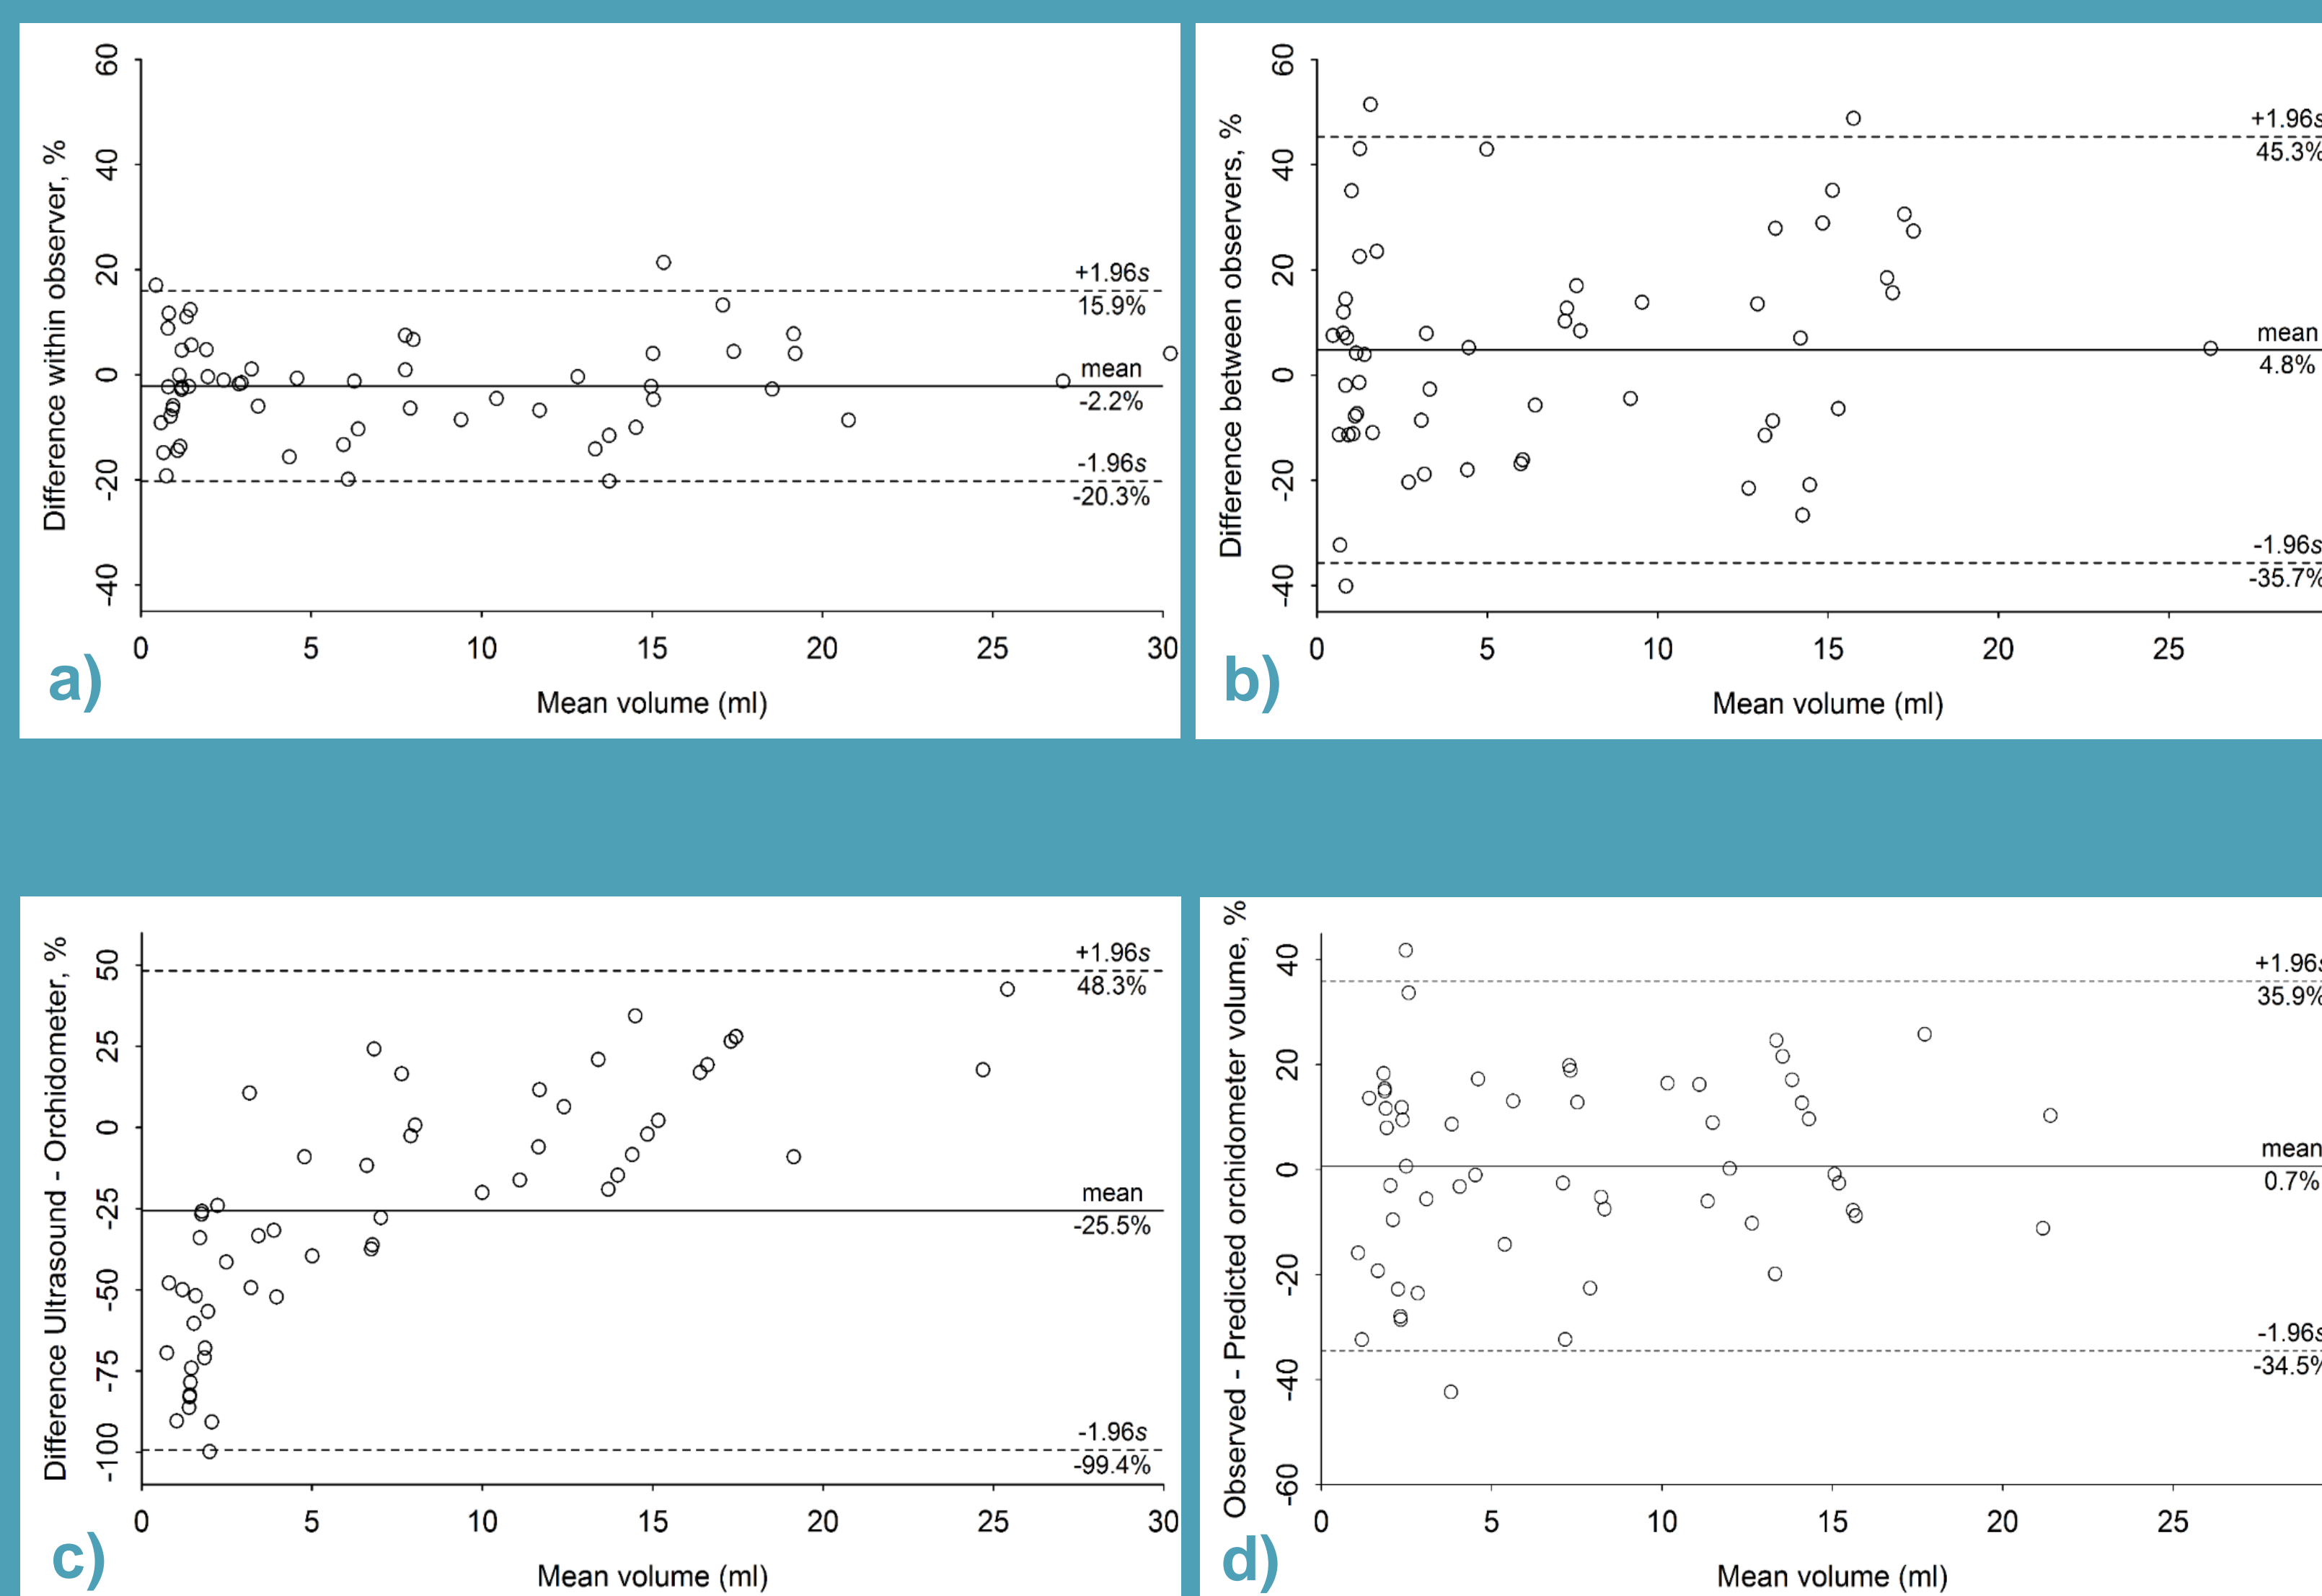 60
40
20
0
-20
-40
Difference within observer, %
+1.96s
15.9%
mean
-2.2%
-1.96s
-20.3%
0 5 10 15 20 25 30
Mean volume (ml)
a)
60
40
20
0
-20
-40
Difference between observers, %
+1.96s
45.3%
mean
4.8%
-1.96s
-35.7%
0 5 10 15 20 25
Mean volume (ml)
b)
50
25
0
-25
-50
-75
-100
Difference Ultrasound - Orchidometer, %
+1.96s
48.3%
mean
-25.5%
-1.96s
-99.4%
0 5 10 15 20 25 30
Mean volume (ml)
c)
40
20
0
-20
-40
-60
Observed - Predicted orchidometer volume, %
+1.96s
35.9%
mean
0.7%
-1.96s
-34.5%
0 5 10 15 20 25
Mean volume (ml)
d)